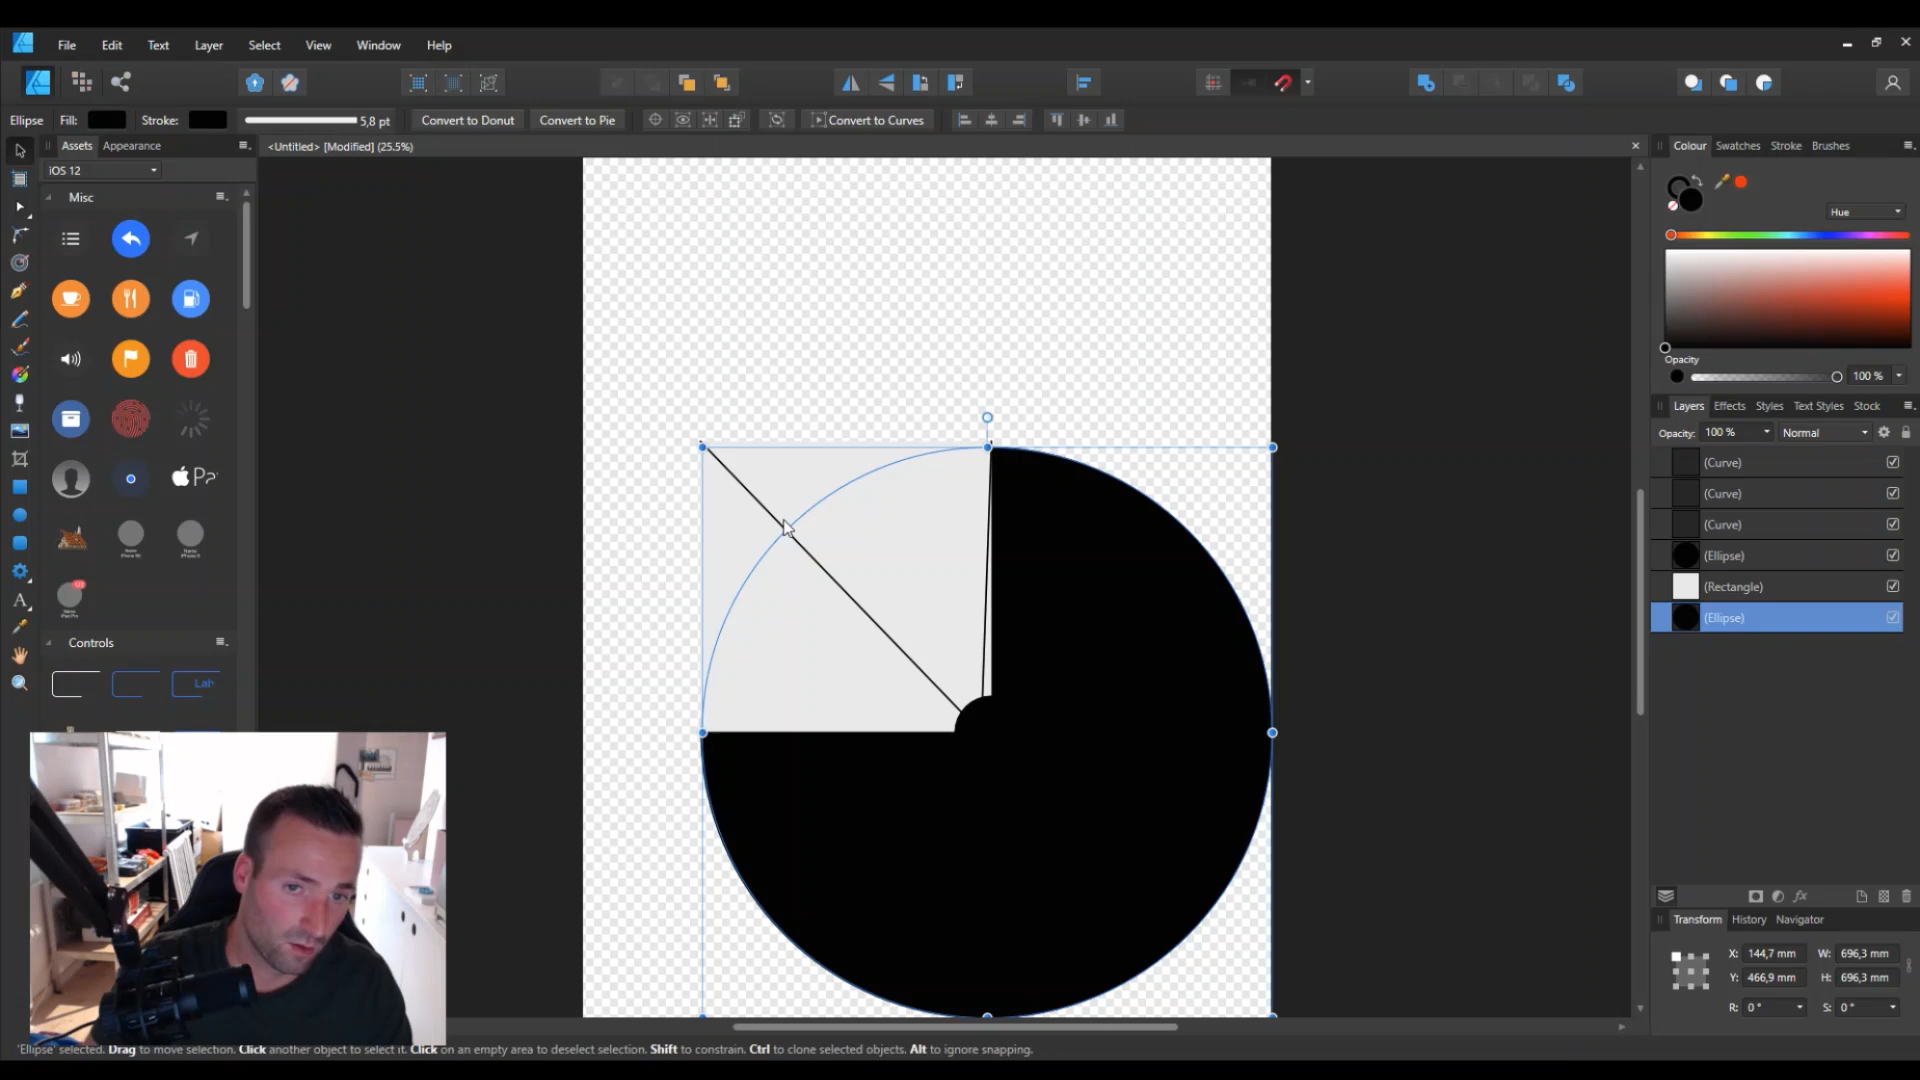 File Edit Text Layer Select View Window Help
Ellipse Fill: Stroke: 5,8 pt Convert to Donut Convert to Pie Convert to Curves
Assets Appearance
<Untitled> [Modified] (25.5%)
Colour Swatches Stroke Brushes
iOS 12
Misc
Hue
Opacity
100 %
Layers Effects Styles Text Styles Stock
Opacity: 100 % Normal
(Curve)
(Curve)
(Curve)
(Ellipse)
(Rectangle)
(Ellipse)
Pa
A
Controls
Lab
fx
Transform History Navigator
X: 144,7 mm W: 696,3 mm
Y: 466,9 mm H: 696,3 mm
R: 0 ° S: 0 °
'Ellipse' selected. Drag to move selection. Click another object to select it. Click on an empty area to deselect selection. Shift to constrain. Ctrl to clone selected objects. Alt to ignore snapping.